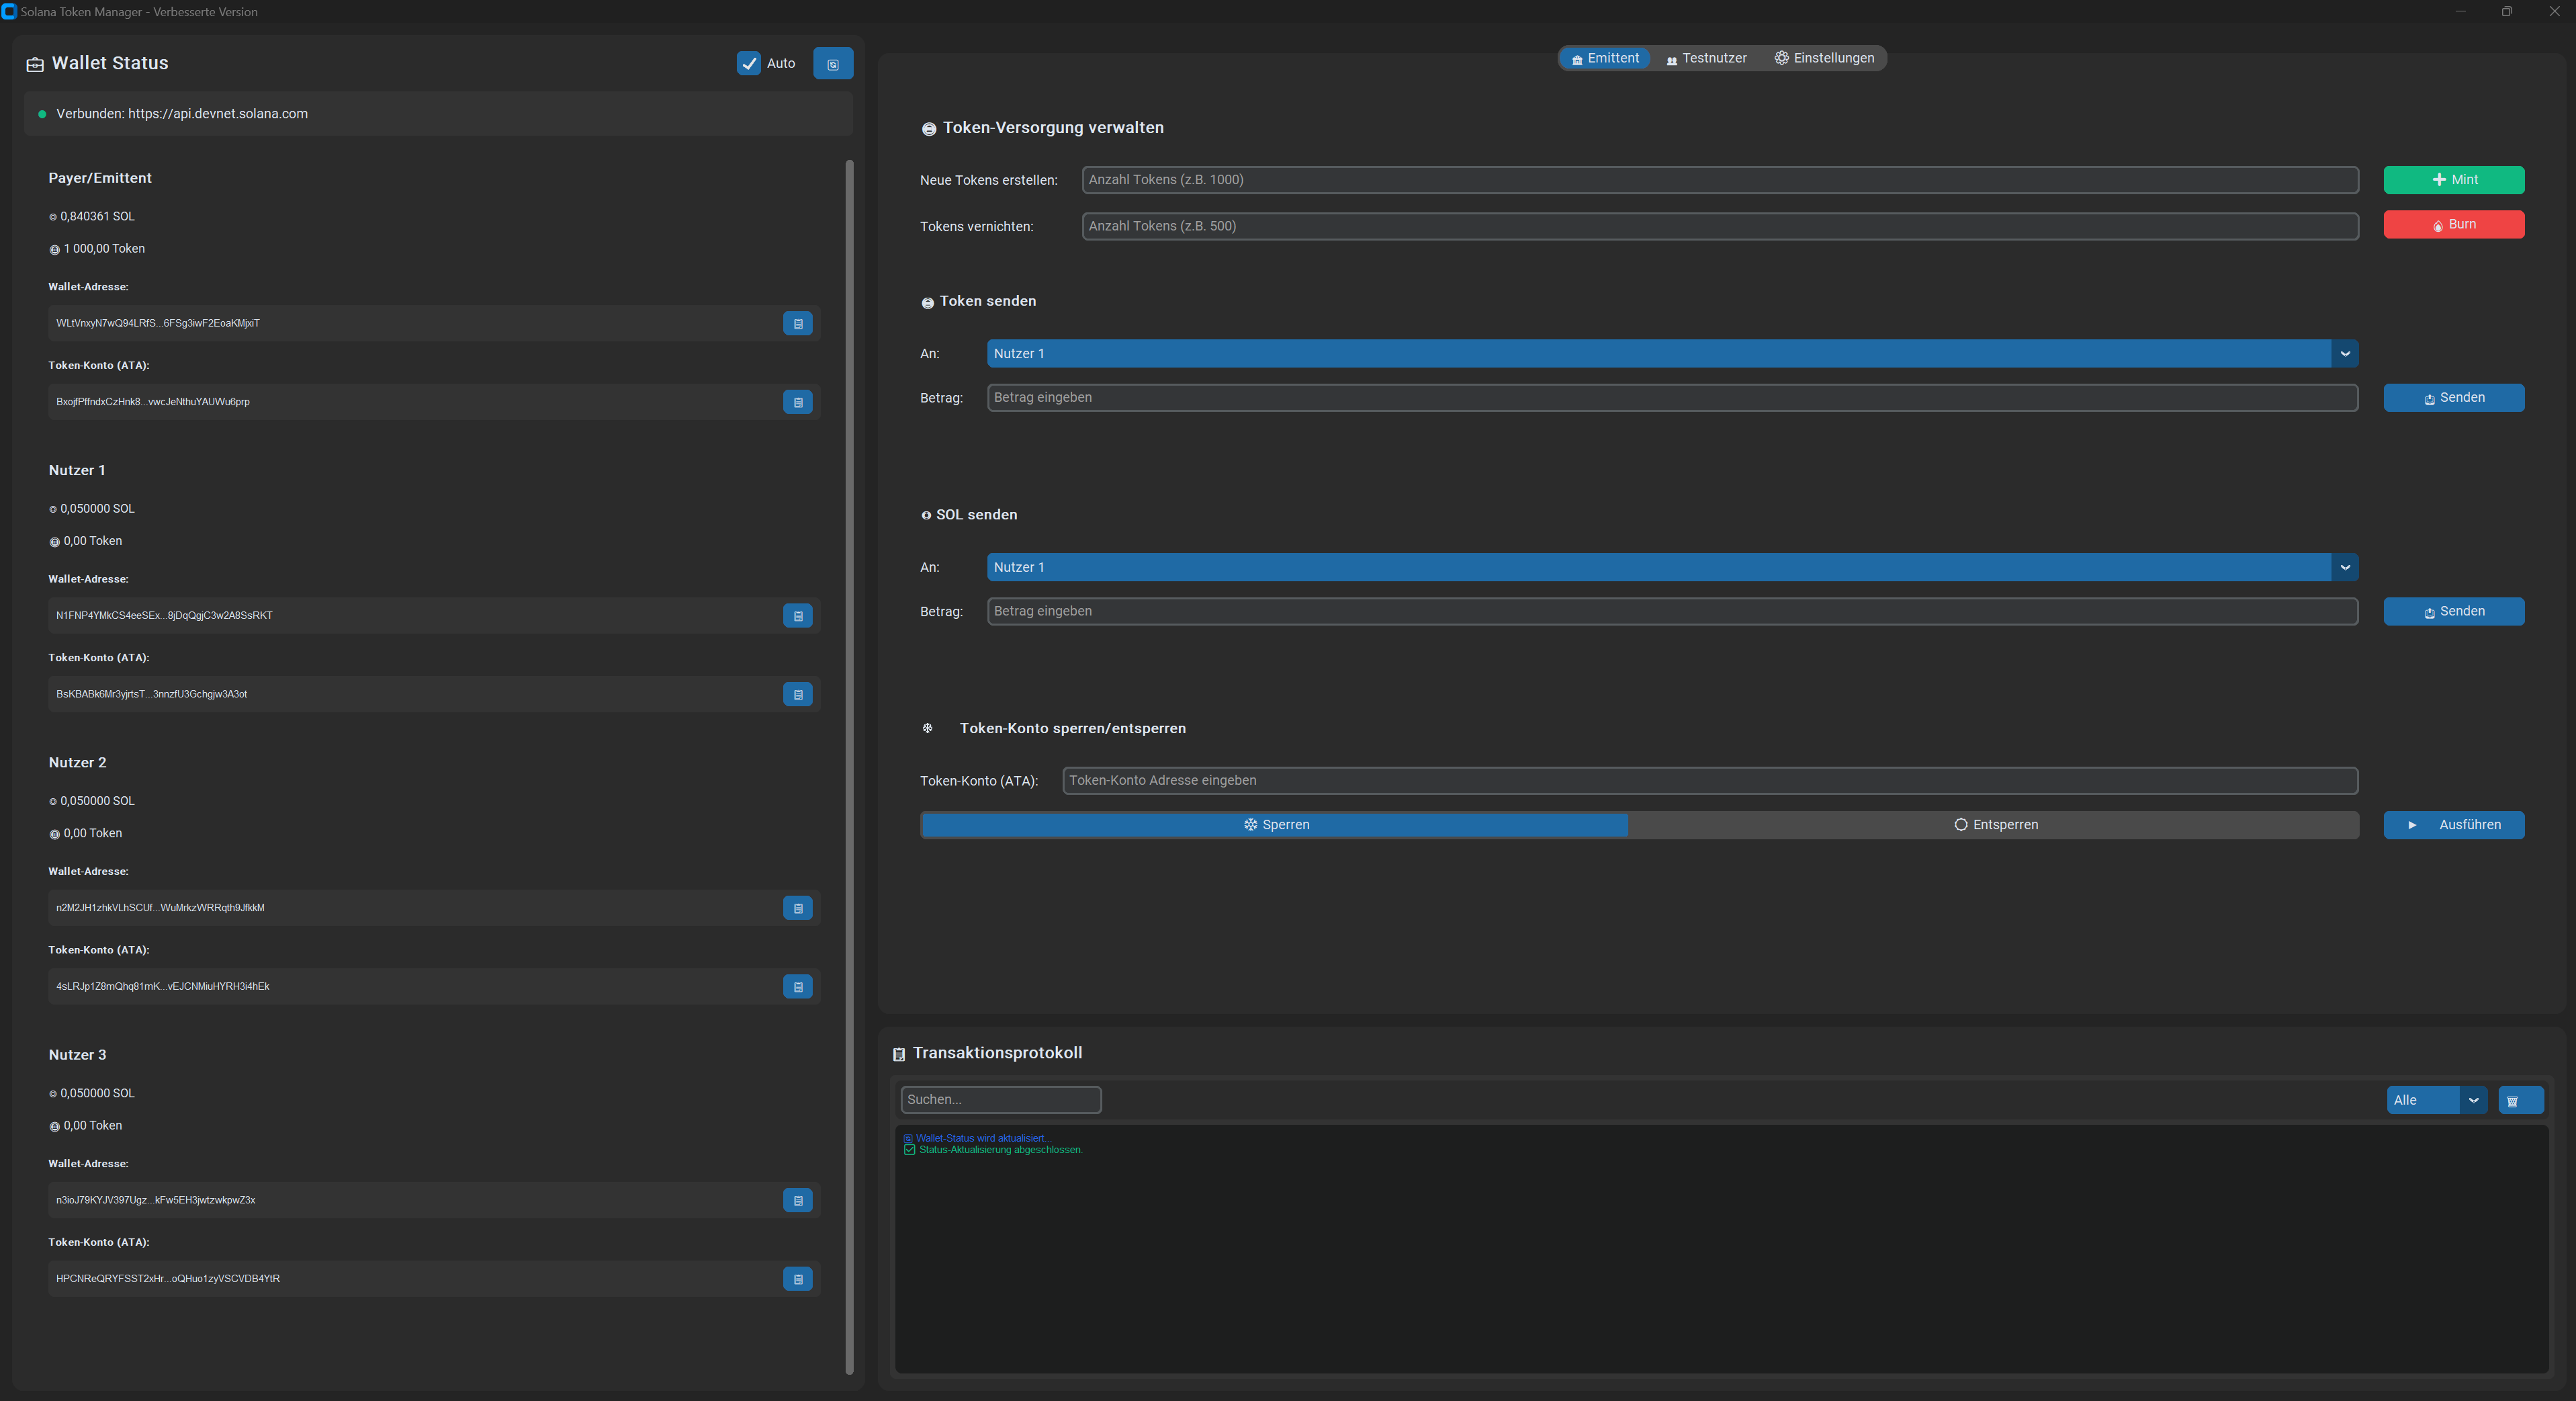 Solana Token Manager - Verbesserte Version
Wallet Status
Auto
Verbunden: https://api.devnet.solana.com
Payer/Emittent
0,840361 SOL
1 000,00 Token
Wallet-Adresse:
WLtVnxyN7wQ94LRfS...6FSg3iwF2EoaKMjxiT
Token-Konto (ATA):
BxojfPffndxCzHnk8...vwcJeNthuYAUWu6prp
Nutzer 1
0,050000 SOL
0,00 Token
Wallet-Adresse:
N1FNP4YMkCS4eeSEx...8jDqQgjC3w2A8SsRKT
Token-Konto (ATA):
BsKBABk6Mr3yjrtsT...3nnzfU3Gchgjw3A3ot
Nutzer 2
0,050000 SOL
0,00 Token
Wallet-Adresse:
n2M2JH1zhkVLhSCUf...WuMrkzWRRqth9JfkkM
Token-Konto (ATA):
4sLRJp1Z8mQhq81mK...vEJCNMiuHYRH3i4hEk
Nutzer 3
0,050000 SOL
0,00 Token
Wallet-Adresse:
n3ioJ79KYJV397Ugz...kFw5EH3jwtzwkpwZ3x
Token-Konto (ATA):
HPCNReQRYFSST2xHr...oQHuo1zyVSCVDB4YtR
Emittent Testnutzer Einstellungen
Token-Versorgung verwalten
Neue Tokens erstellen: Anzahl Tokens (z.B. 1000) Mint
Tokens vernichten: Anzahl Tokens (z.B. 500) Burn
Token senden
An: Nutzer 1
Betrag: Betrag eingeben Senden
SOL senden
An: Nutzer 1
Betrag: Betrag eingeben Senden
Token-Konto sperren/entsperren
Token-Konto (ATA): Token-Konto Adresse eingeben
Sperren Entsperren Ausführen
Transaktionsprotokoll
Suchen... Alle
Wallet-Status wird aktualisiert...
Status-Aktualisierung abgeschlossen.